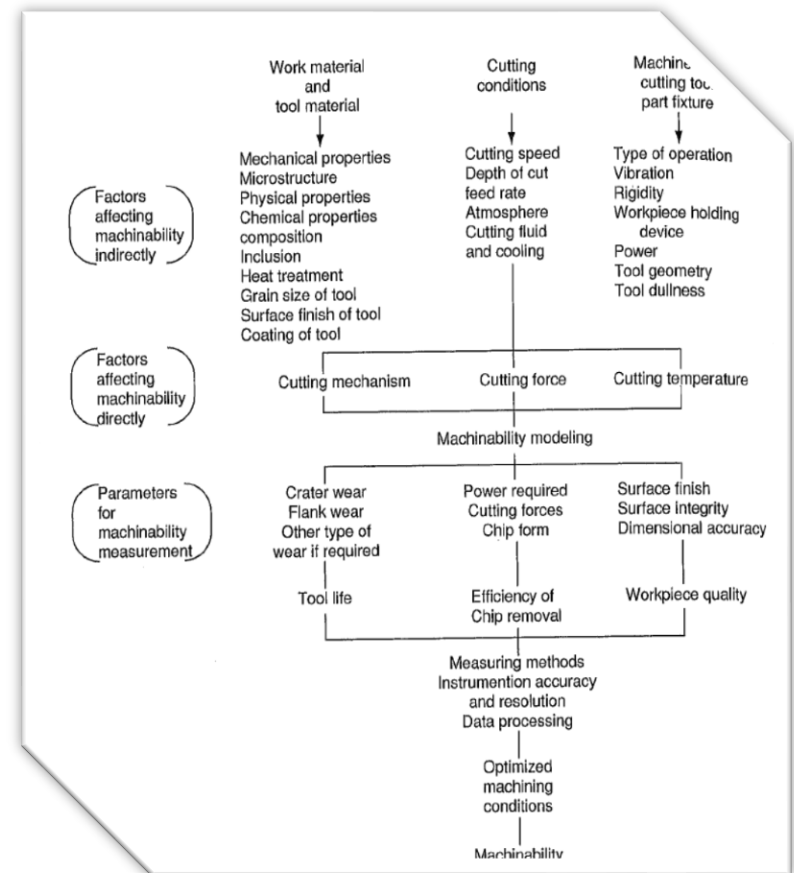 Work material
and
tool material
Cutting
conditions
cutting
part fixture
Factors
affecting
machinability
indirectly
Mechanical properties
Microstructure
Physical properties
Chemical properties
composition
Inclusion
Heat treatment
Grain size of tool
Surface finish of tool
Coating of tool
Cutting speed
Depth of cut
feed rate
Atmosphere
Cutting fluid
and cooling
Type of operation
Vibration
Rigidity
Workpiece holding
device
Power
Tool geometry
Tool dullness
Factors
affecting
machinability
directly
Cutting mechanism
Cutting force
Cutting temperature
Machinability modeling
Parameters
for
machinability
measurement
Crater wear
Flank wear
Other type of
wear if required
Power required
Cutting forces
Chip form
Surface finish
Surface integrity
Dimensional accuracy
Tool life
Efficiency of
Chip removal
Workpiece quality
Measuring methods
Instrumention accuracy
and resolution
Data processing
Optimized
machining
conditions
Machinability